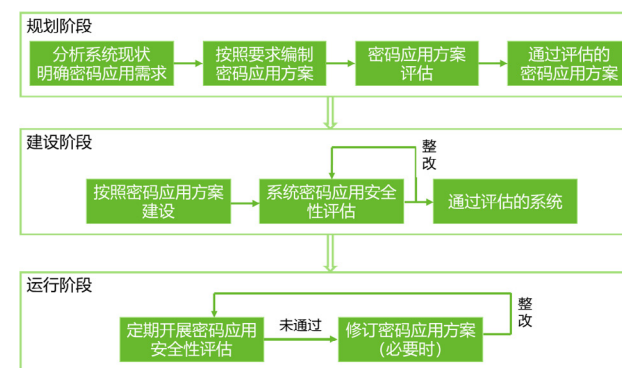 规划阶段
分析系统现状
明确密码应用需求
按照要求编制
密码应用方案
密码应用方案
评估
通过评估的
密码应用方案
建设阶段
整
改
按照密码应用方案
建设
系统密码应用安全
性评估
通过评估的系统
运行阶段
整
改
定期开展密码应用
安全性评估
未通过
修订密码应用方案
（必要时）